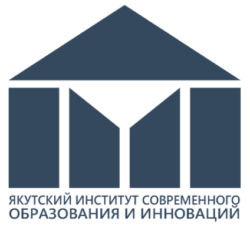 ЯКУТСКИЙ ИНСТИТУТ СОВРЕМЕННОГО
ОБРАЗОВАНИЯ И ИННОВАЦИЙ